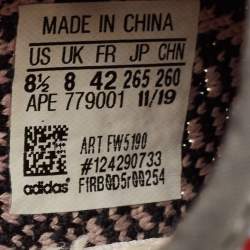 MADE IN CHINA
US UK FR JP CHN
8½ 8 42 265 260
APE 779001 11/19
ART FW5190
#124290733
adidas F1RB0D5r00254